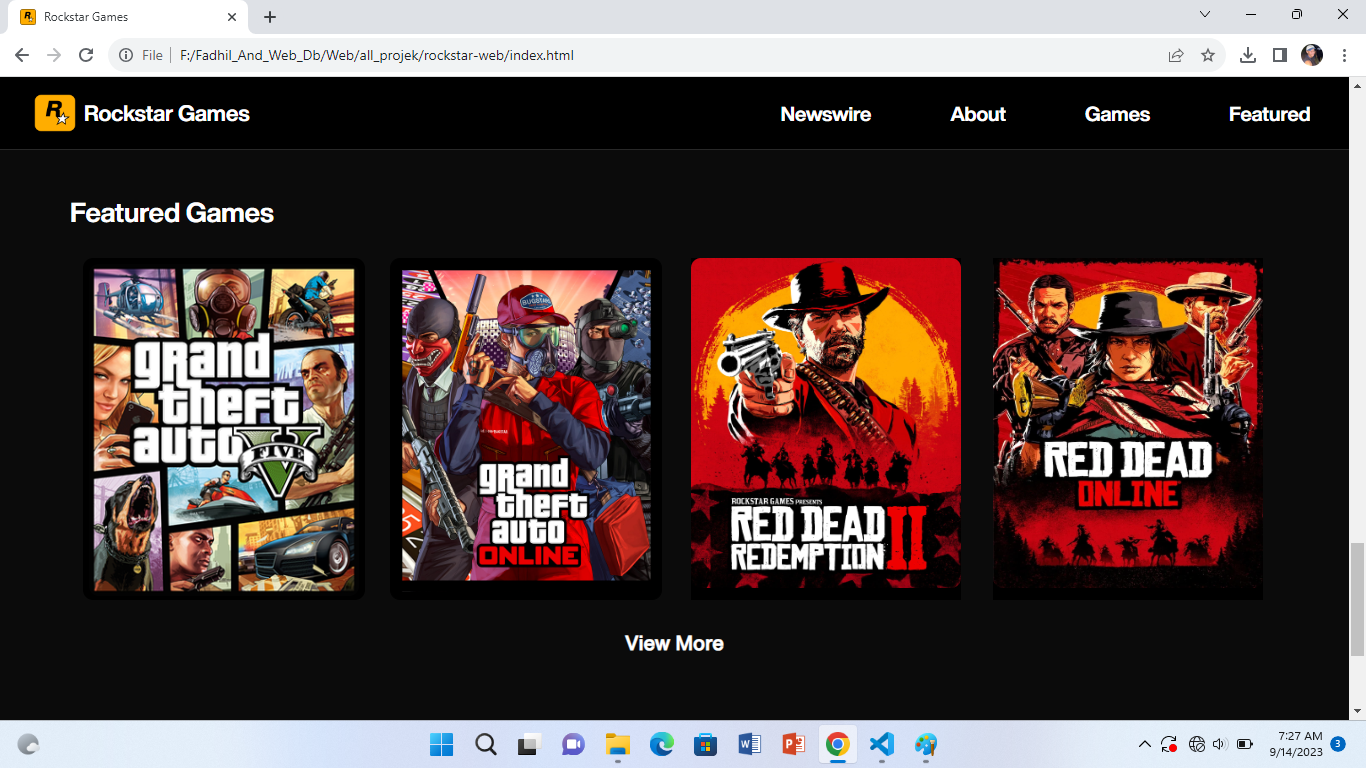 Rockstar Games
File
F:/Fadhil_And_Web_Db/Web/all_projek/rockstar-web/index.html
R
Rockstar Games
Newswire
About
Games
Featured
Featured Games
grand
theft
auto
V
FIVE
BUGSTARS
grand
theft
auto
ONLINE
ROCKSTAR GAMES PRESENTS
RED DEAD
REDEMPTION
II
RED DEAD
ONLINE
View More
7:27 AM
9/14/2023
3